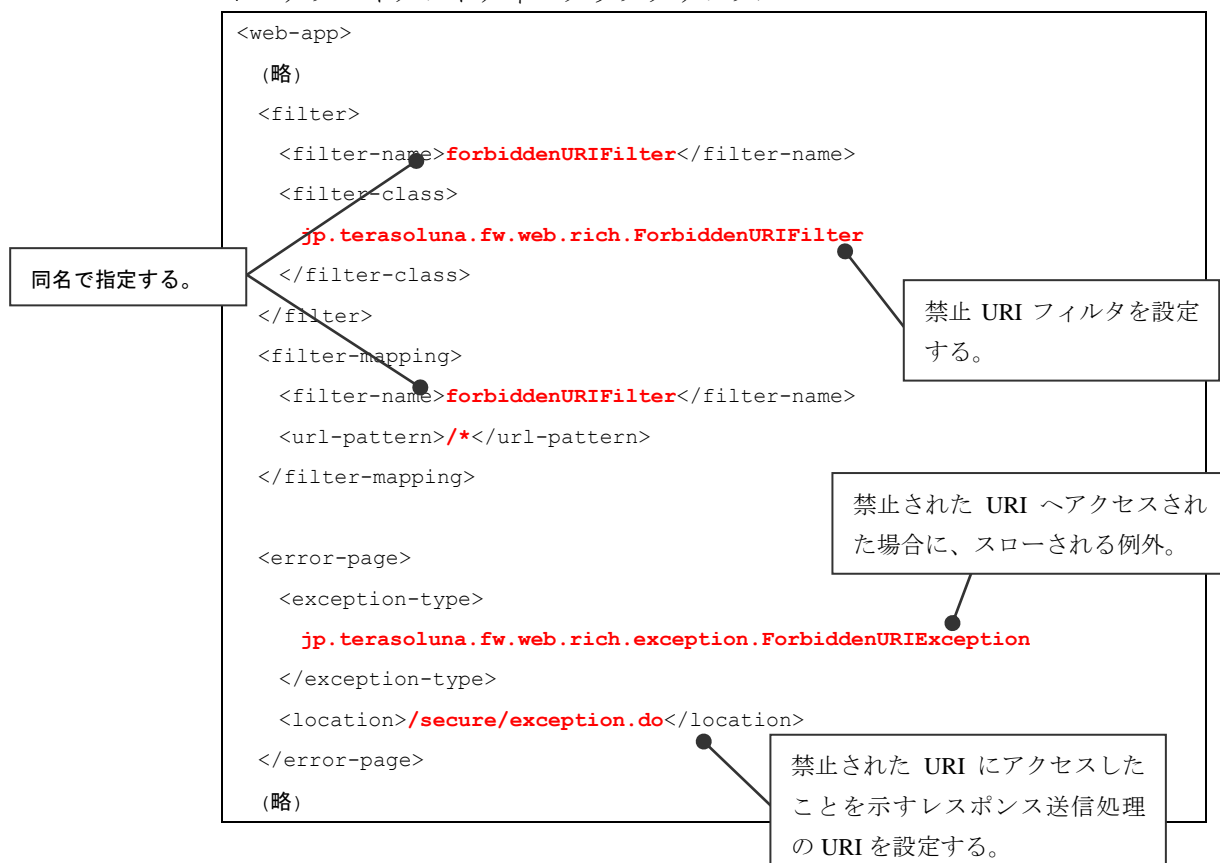 <web-app>
(略)
<filter>
<filter-name>forbiddenURIFilter</filter-name>
<filter-class>
jp.terasoluna.fw.web.rich.ForbiddenURIFilter
</filter-class>
</filter>
<filter-mapping>
<filter-name>forbiddenURIFilter</filter-name>
<url-pattern>/*</url-pattern>
</filter-mapping>
<error-page>
<exception-type>
jp.terasoluna.fw.web.rich.exception.ForbiddenURIException
</exception-type>
<location>/secure/exception.do</location>
</error-page>
(略)
同名で指定する。
禁止 URI フィルタを設定
する。
禁止された URI へアクセスされ
た場合に、スローされる例外。
禁止された URI にアクセスした
ことを示すレスポンス送信処理
の URI を設定する。